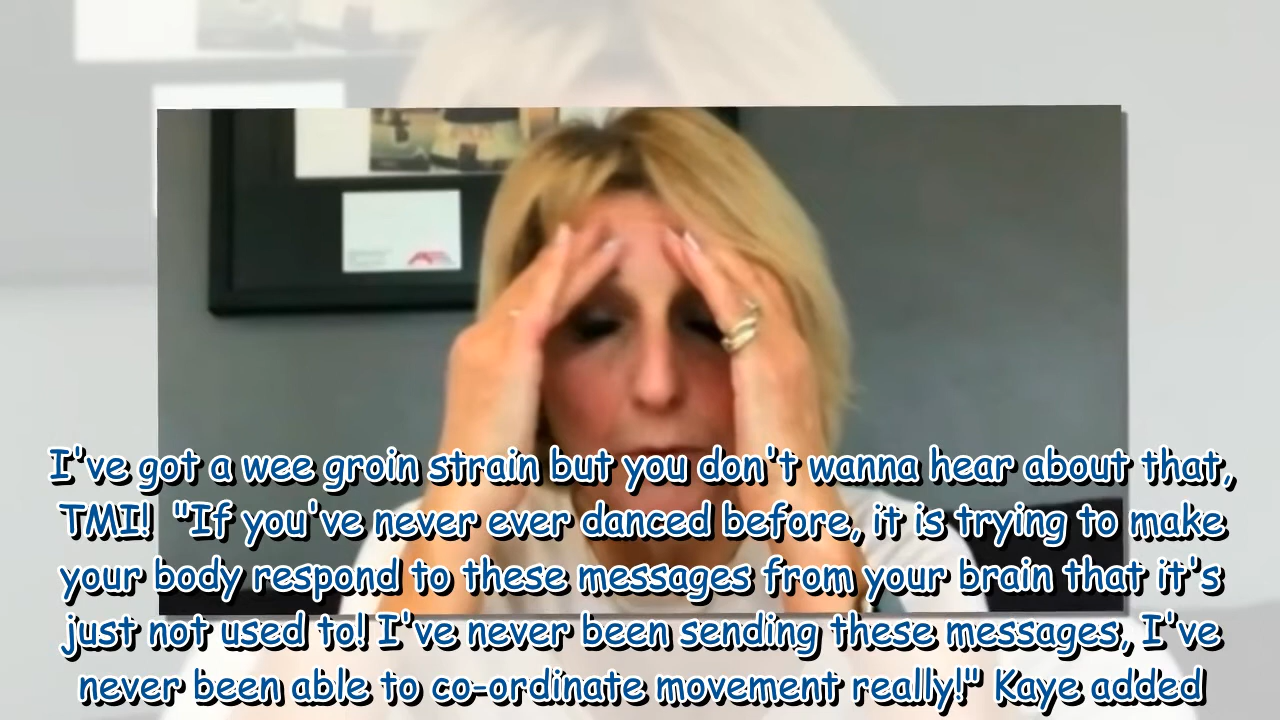 I've got a wee groin strain but you don't wanna hear about that,
TMI!  "If you've never ever danced before, it is trying to make
your body respond to these messages from your brain that it's
just not used to! I've never been sending these messages, I've
never been able to co-ordinate movement really!" Kaye added